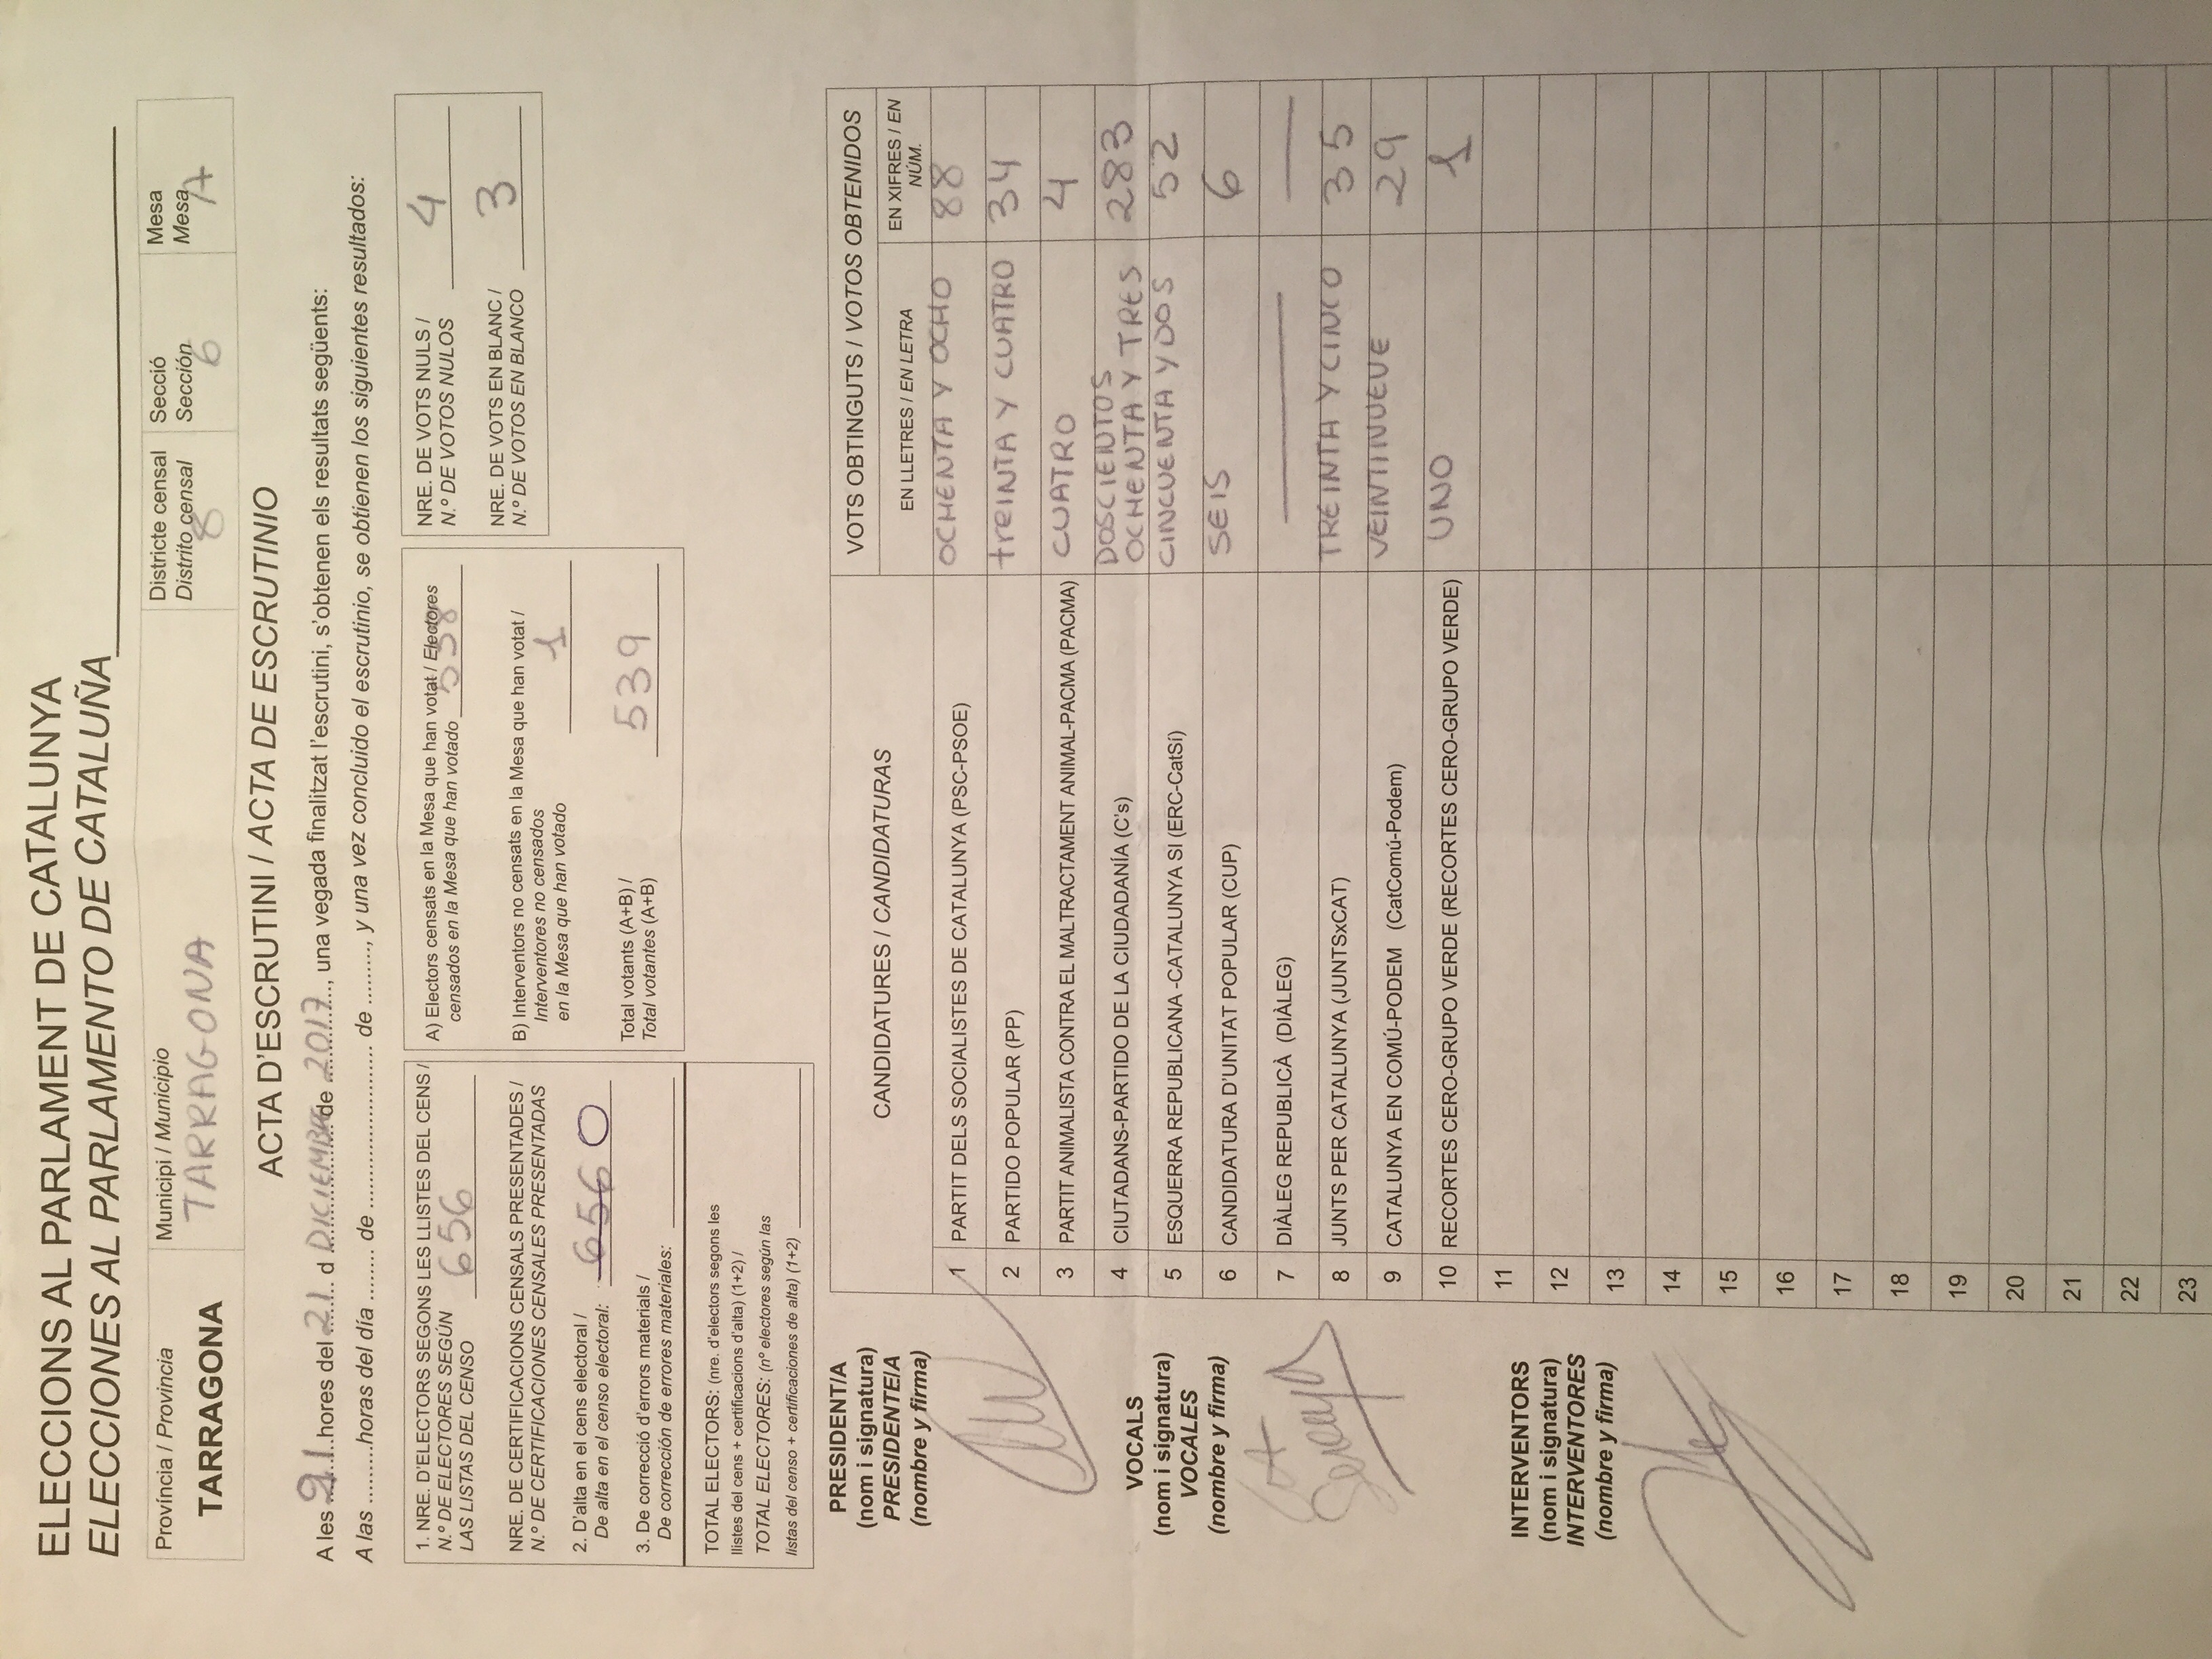 ELECCIONS AL PARLAMENT DE CATALUNYA
ELECCIONES AL PARLAMENTO DE CATALUÑA
Província / Provincia
TARRAGONA
Municipi / Municipio
TARRAGONA
Districte censal
Distrito censal
8
Secció
Sección
6
Mesa
Mesa
A
ACTA D'ESCRUTINI / ACTA DE ESCRUTINIO
A les 21 hores del 21 d DICIEMBRE de 2017, una vegada finalitzat l'escrutini, s'obtenen els resultats següents:
A las .........horas del día ........ de ........................... de ........., y una vez concluido el escrutinio, se obtienen los siguientes resultados:
1. NRE. D'ELECTORS SEGONS LES LLISTES DEL CENS /
N.º DE ELECTORES SEGÚN
LAS LISTAS DEL CENSO 656
NRE. DE CERTIFICACIONS CENSALS PRESENTADES /
N.º DE CERTIFICACIONES CENSALES PRESENTADAS
2. D'alta en el cens electoral /
De alta en el censo electoral: 656 0
3. De correcció d'errors materials /
De corrección de errores materiales:
TOTAL ELECTORS: (nre. d'electors segons les
llistes del cens + certificacions d'alta) (1+2) /
TOTAL ELECTORES: (nº electores según las
listas del censo + certificaciones de alta) (1+2)
A) Electors censats en la Mesa que han votat / Electores
censados en la Mesa que han votado 538
B) Interventors no censats en la Mesa que han votat /
Interventores no censados
en la Mesa que han votado 1
Total votants (A+B) /
Total votantes (A+B) 539
NRE. DE VOTS NULS /
N.º DE VOTOS NULOS 4
NRE. DE VOTS EN BLANC /
N.º DE VOTOS EN BLANCO 3
PRESIDENT/A
(nom i signatura)
PRESIDENTE/A
(nombre y firma)
VOCALS
(nom i signatura)
VOCALES
(nombre y firma)
INTERVENTORS
(nom i signatura)
INTERVENTORES
(nombre y firma)
CANDIDATURES / CANDIDATURAS
VOTS OBTINGUTS / VOTOS OBTENIDOS
EN LLETRES / EN LETRA
EN XIFRES / EN
NÚM.
1 PARTIT DELS SOCIALISTES DE CATALUNYA (PSC-PSOE) OCHENTA Y OCHO 88
2 PARTIDO POPULAR (PP) TREINTA Y CUATRO 34
3 PARTIT ANIMALISTA CONTRA EL MALTRACTAMENT ANIMAL-PACMA (PACMA) CUATRO 4
4 CIUTADANS-PARTIDO DE LA CIUDADANÍA (C's) DOSCIENTOS
OCHENTA Y TRES 283
5 ESQUERRA REPUBLICANA -CATALUNYA SI (ERC-CatSí) CINCUENTA Y DOS 52
6 CANDIDATURA D'UNITAT POPULAR (CUP) SEIS 6
7 DIÀLEG REPUBLICÀ (DIÀLEG)
8 JUNTS PER CATALUNYA (JUNTSxCAT) TREINTA Y CINCO 35
9 CATALUNYA EN COMÚ-PODEM (CatComú-Podem) VEINTINUEVE 29
10 RECORTES CERO-GRUPO VERDE (RECORTES CERO-GRUPO VERDE) UNO 1
11
12
13
14
15
16
17
18
19
20
21
22
23